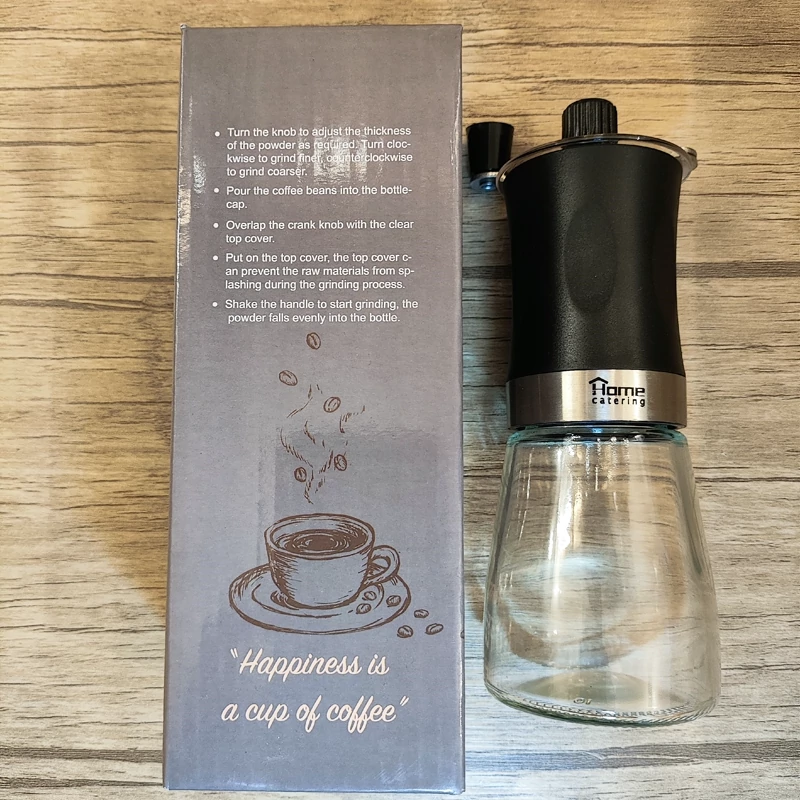 • Turn the knob to adjust the thickness
of the powder as required. Turn cloc-
kwise to grind finer, counterclockwise
to grind coarser.
• Pour the coffee beans into the bottle-
cap.
• Overlap the crank knob with the clear
top cover.
• Put on the top cover, the top cover c-
an prevent the raw materials from sp-
lashing during the grinding process.
• Shake the handle to start grinding, the
powder falls evenly into the bottle.
"Happiness is
a cup of coffee"
Home
catering